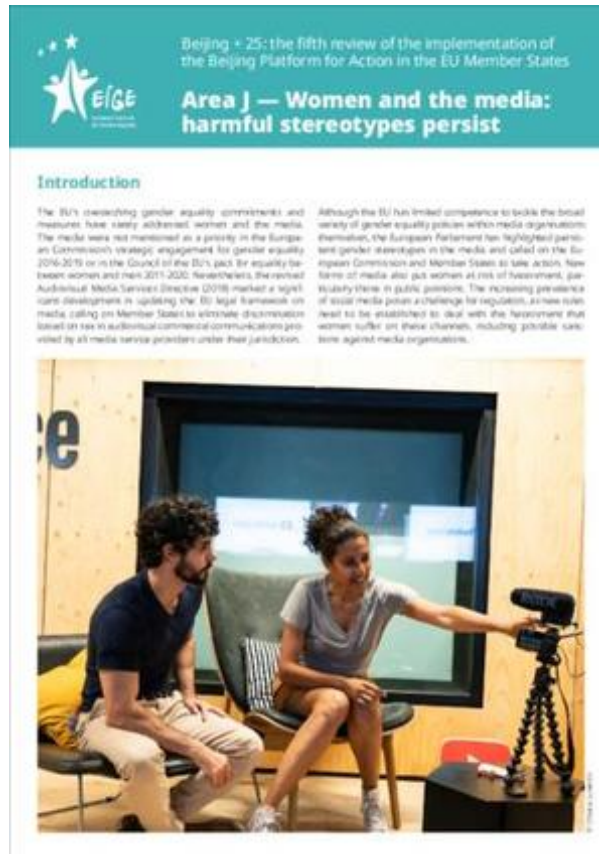 Beijing + 25: the fifth review of the implementation of
the Beijing Platform for Action in the EU Member States
EIGE
Area J — Women and the media:
harmful stereotypes persist
Introduction
The EU's overarching gender equality commitments and
measures have rarely addressed women and the media.
The media were not mentioned as a priority in the Europe-
an Commission's strategic engagement for gender equality
2016-2019 or in the Council of the EU's pact for equality be-
tween women and men 2011-2020. Nevertheless, the revised
Audiovisual Media Services Directive (2018) marked a signif-
icant development in updating the EU legal framework on
media, calling on Member States to eliminate discrimination
based on sex in audiovisual commercial communications pro-
vided by all media service providers under their jurisdiction.
Although the EU has limited competence to tackle the broad
variety of gender equality policies within media organisations
themselves, the European Parliament has highlighted persis-
tent gender stereotypes in the media and called on the Eu-
ropean Commission and Member States to take action. New
forms of media also put women at risk of harassment, par-
ticularly those in public positions. The increasing prevalence
of social media poses a challenge for regulation, as new rules
need to be established to deal with the harassment that
women suffer on these channels, including possible sanc-
tions against media organisations.
ce